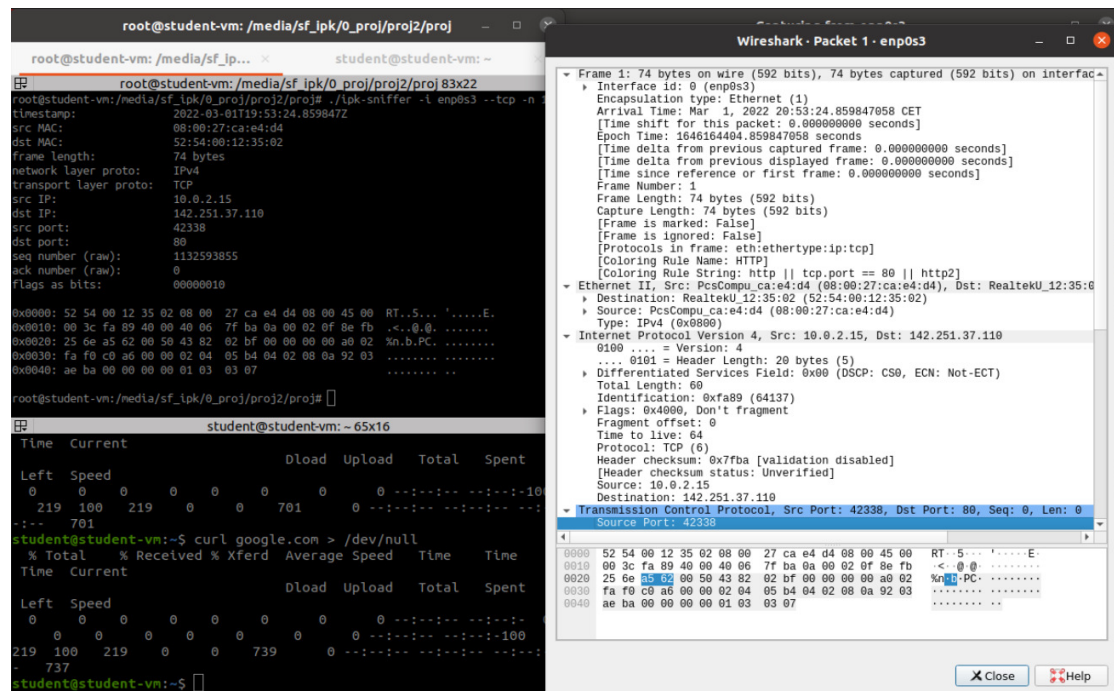 root@student-vm: /media/sf_ipk/0_proj/proj2/proj
root@student-vm: /media/sf_ip...
student@student-vm: ~
root@student-vm: /media/sf_ipk/0_proj/proj2/proj 83x22
root@student-vm:/media/sf_ipk/0_proj/proj2/proj# ./ipk-sniffer -i enp0s3 --tcp -n 1
timestamp: 2022-03-01T19:53:24.859847Z
src MAC: 08:00:27:ca:e4:d4
dst MAC: 52:54:00:12:35:02
frame length: 74 bytes
network layer proto: IPv4
transport layer proto: TCP
src IP: 10.0.2.15
dst IP: 142.251.37.110
src port: 42338
dst port: 80
seq number (raw): 1132593855
ack number (raw): 0
flags as bits: 00000010
0x0000: 52 54 00 12 35 02 08 00 27 ca e4 d4 08 00 45 00 RT..5... '.....E.
0x0010: 00 3c fa 89 40 00 40 06 7f ba 0a 00 02 0f 8e fb .<..@.@. ........
0x0020: 25 6e a5 62 00 50 43 82 02 bf 00 00 00 00 a0 02 %n.b.PC. ........
0x0030: fa f0 c0 a6 00 00 02 04 05 b4 04 02 08 0a 92 03 ........ ........
0x0040: ae ba 00 00 00 00 01 03 03 07 ........ ..
root@student-vm:/media/sf_ipk/0_proj/proj2/proj#
student@student-vm: ~ 65x16
Time Current
Dload Upload Total Spent
Left Speed
0 0 0 0 0 0 0 0 --:--:-- --:--:-100
219 100 219 0 0 701 0 --:--:-- --:--:-- --:
-:-- 701
student@student-vm:~$ curl google.com > /dev/null
% Total % Received % Xferd Average Speed Time Time
Time Current
Dload Upload Total Spent
Left Speed
0 0 0 0 0 0 0 0 --:--:-- --:--:-
0 0 0 0 0 0 0 --:--:-- --:--:-100
219 100 219 0 0 739 0 --:--:-- --:--:-- --:--:
- 737
student@student-vm:~$
Wireshark · Packet 1 · enp0s3
Frame 1: 74 bytes on wire (592 bits), 74 bytes captured (592 bits) on interfac
Interface id: 0 (enp0s3)
Encapsulation type: Ethernet (1)
Arrival Time: Mar 1, 2022 20:53:24.859847058 CET
[Time shift for this packet: 0.000000000 seconds]
Epoch Time: 1646164404.859847058 seconds
[Time delta from previous captured frame: 0.000000000 seconds]
[Time delta from previous displayed frame: 0.000000000 seconds]
[Time since reference or first frame: 0.000000000 seconds]
Frame Number: 1
Frame Length: 74 bytes (592 bits)
Capture Length: 74 bytes (592 bits)
[Frame is marked: False]
[Frame is ignored: False]
[Protocols in frame: eth:ethertype:ip:tcp]
[Coloring Rule Name: HTTP]
[Coloring Rule String: http || tcp.port == 80 || http2]
Ethernet II, Src: PcsCompu_ca:e4:d4 (08:00:27:ca:e4:d4), Dst: RealtekU_12:35:0
Destination: RealtekU_12:35:02 (52:54:00:12:35:02)
Source: PcsCompu_ca:e4:d4 (08:00:27:ca:e4:d4)
Type: IPv4 (0x0800)
Internet Protocol Version 4, Src: 10.0.2.15, Dst: 142.251.37.110
0100 .... = Version: 4
.... 0101 = Header Length: 20 bytes (5)
Differentiated Services Field: 0x00 (DSCP: CS0, ECN: Not-ECT)
Total Length: 60
Identification: 0xfa89 (64137)
Flags: 0x4000, Don't fragment
Fragment offset: 0
Time to live: 64
Protocol: TCP (6)
Header checksum: 0x7fba [validation disabled]
[Header checksum status: Unverified]
Source: 10.0.2.15
Destination: 142.251.37.110
Transmission Control Protocol, Src Port: 42338, Dst Port: 80, Seq: 0, Len: 0
Source Port: 42338
0000 52 54 00 12 35 02 08 00 27 ca e4 d4 08 00 45 00 RT··5··· '·····E·
0010 00 3c fa 89 40 00 40 06 7f ba 0a 00 02 0f 8e fb ·<··@·@· ········
0020 25 6e a5 62 00 50 43 82 02 bf 00 00 00 00 a0 02 %n·b·PC· ········
0030 fa f0 c0 a6 00 00 02 04 05 b4 04 02 08 0a 92 03 ········ ········
0040 ae ba 00 00 00 00 01 03 03 07 ········ ··
Close
Help